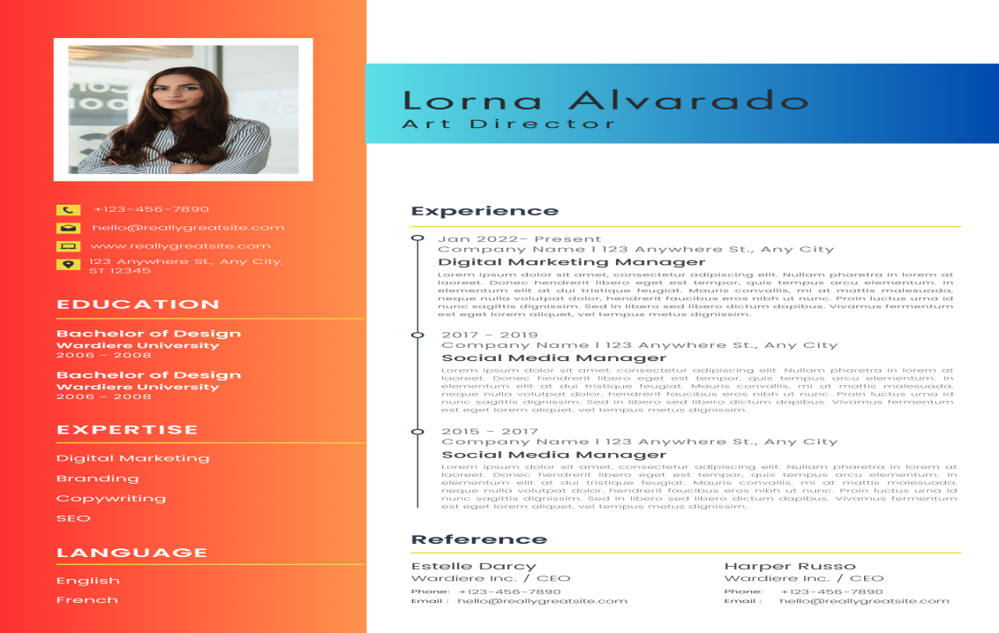 Lorna Alvarado
Art Director
+123-456-7890
hello@reallygreatsite.com
www.reallygreatsite.com
123 Anywhere St., Any City,
ST 12345
EDUCATION
Bachelor of Design
Wardiere University
2006 - 2008
Bachelor of Design
Wardiere University
2006 - 2008
EXPERTISE
Digital Marketing
Branding
Copywriting
SEO
LANGUAGE
English
French
Experience
Jan 2022- Present
Company Name l 123 Anywhere St., Any City
Digital Marketing Manager
Lorem ipsum dolor sit amet, consectetur adipiscing elit. Nullam pharetra in lorem at
laoreet. Donec hendrerit libero eget est tempor, quis tempus arcu elementum. In
elementum elit at dui tristique feugiat. Mauris convallis, mi at mattis malesuada,
neque nulla volutpat dolor, hendrerit faucibus eros nibh ut nunc. Proin luctus urna id
nunc sagittis dignissim. Sed in libero sed libero dictum dapibus. Vivamus fermentum
est eget lorem aliquet, vel tempus metus dignissim.
2017 - 2019
Company Name l 123 Anywhere St., Any City
Social Media Manager
Lorem ipsum dolor sit amet, consectetur adipiscing elit. Nullam pharetra in lorem at
laoreet. Donec hendrerit libero eget est tempor, quis tempus arcu elementum. In
elementum elit at dui tristique feugiat. Mauris convallis, mi at mattis malesuada,
neque nulla volutpat dolor, hendrerit faucibus eros nibh ut nunc. Proin luctus urna id
nunc sagittis dignissim. Sed in libero sed libero dictum dapibus. Vivamus fermentum
est eget lorem aliquet, vel tempus metus dignissim.
2015 - 2017
Company Name l 123 Anywhere St., Any City
Social Media Manager
Lorem ipsum dolor sit amet, consectetur adipiscing elit. Nullam pharetra in lorem at
laoreet. Donec hendrerit libero eget est tempor, quis tempus arcu elementum. In
elementum elit at dui tristique feugiat. Mauris convallis, mi at mattis malesuada,
neque nulla volutpat dolor, hendrerit faucibus eros nibh ut nunc. Proin luctus urna id
nunc sagittis dignissim. Sed in libero sed libero dictum dapibus. Vivamus fermentum
est eget lorem aliquet, vel tempus metus dignissim.
Reference
Estelle Darcy
Wardiere Inc. / CEO
Phone: +123-456-7890
Email : hello@reallygreatsite.com
Harper Russo
Wardiere Inc. / CEO
Phone: +123-456-7890
Email : hello@reallygreatsite.com